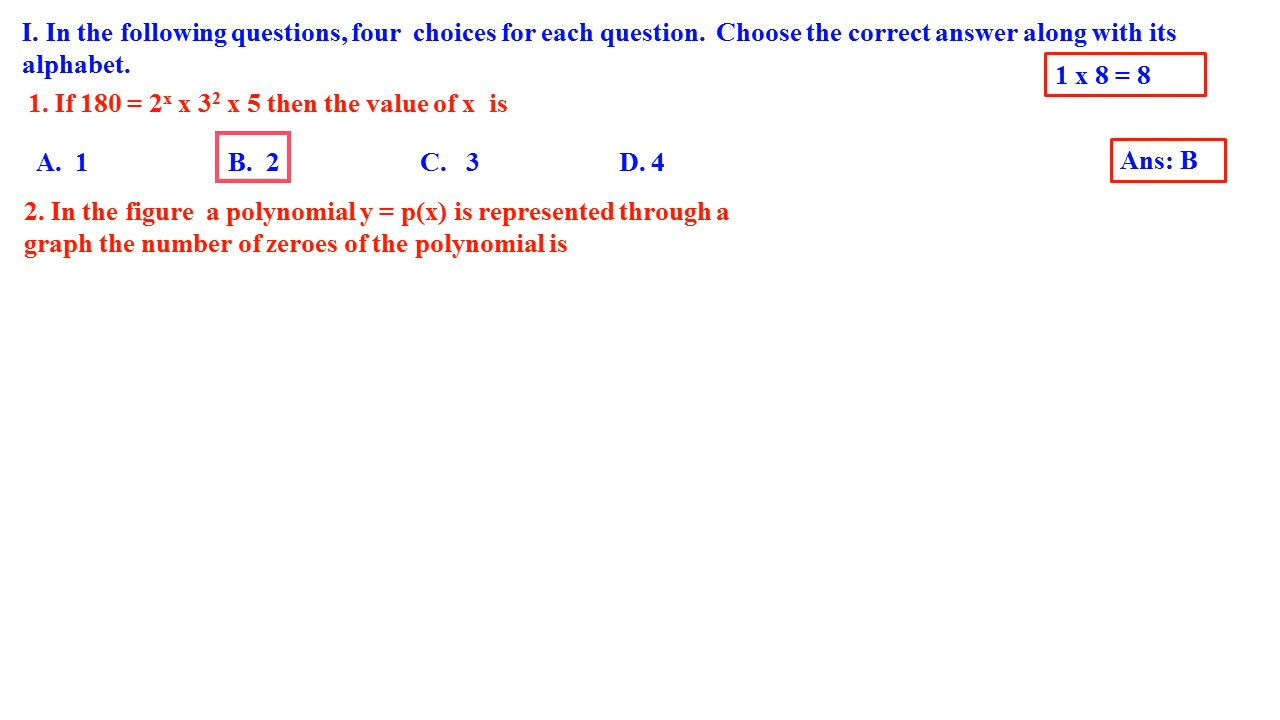 I. In the following questions, four choices for each question. Choose the correct answer along with its
alphabet.
1 x 8 = 8
1. If 180 = 2ˣ x 3² x 5 then the value of x is
A. 1 B. 2 C. 3 D. 4
Ans: B
2. In the figure a polynomial y = p(x) is represented through a
graph the number of zeroes of the polynomial is